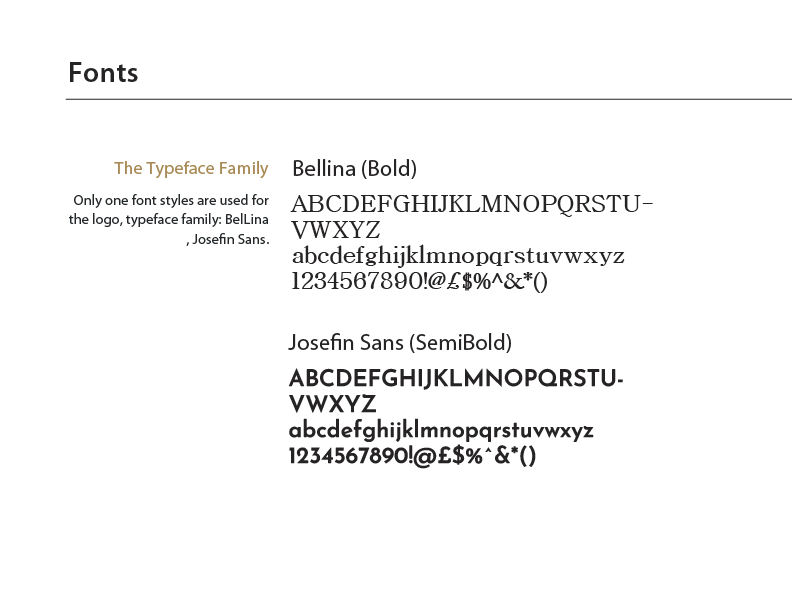 Fonts
The Typeface Family
Only one font styles are used for
the logo, typeface family: BelLina
, Josefin Sans.
Bellina (Bold)
ABCDEFGHIJKLMNOPQRSTU-
VWXYZ
abcdefghijklmnopqrstuvwxyz
1234567890!@£$%^&*()
Josefin Sans (SemiBold)
ABCDEFGHIJKLMNOPQRSTU-
VWXYZ
abcdefghijklmnopqrstuvwxyz
1234567890!@£$%^&*()